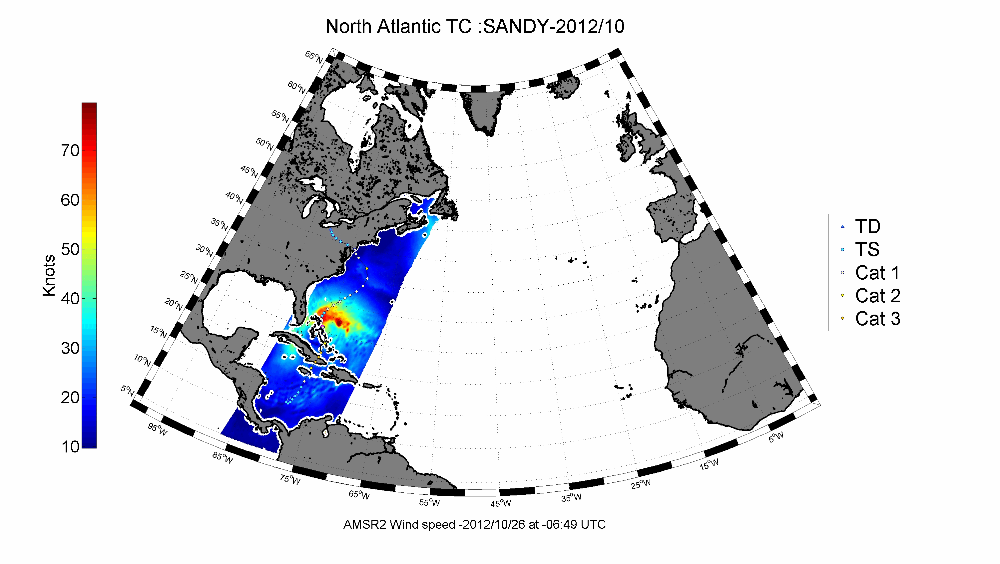 North Atlantic TC :SANDY-2012/10
65°N
60°N
55°N
50°N
45°N
40°N
35°N
30°N
25°N
20°N
15°N
10°N
5°N
95°W
85°W
75°W
65°W
55°W
45°W
35°W
25°W
15°W
5°W
Knots
70
60
50
40
30
20
10
TD
TS
Cat 1
Cat 2
Cat 3
AMSR2 Wind speed -2012/10/26 at -06:49 UTC